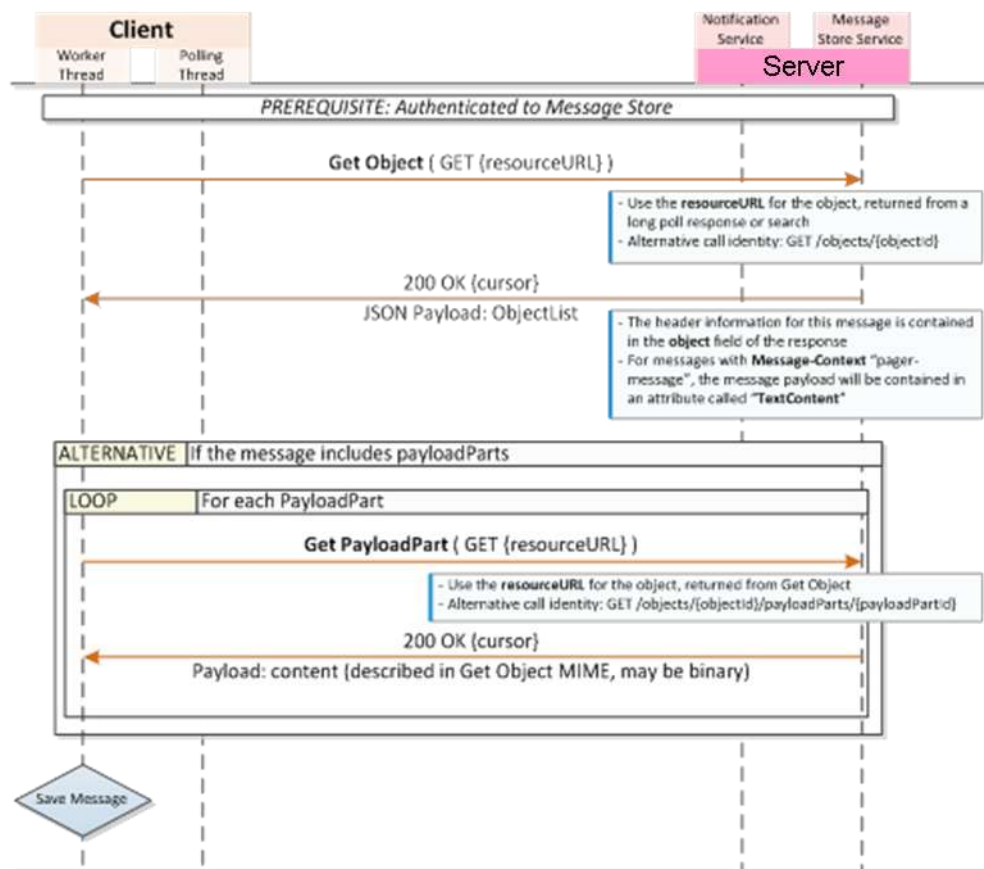 Client
Worker
Thread
Polling
Thread
Notification
Service
Message
Store Service
Server
PREREQUISITE: Authenticated to Message Store
Get Object ( GET {resourceURL} )
- Use the resourceURL for the object, returned from a
long poll response or search
- Alternative call identity: GET /objects/{objectId}
200 OK {cursor}
JSON Payload: ObjectList
- The header information for this message is contained
in the object field of the response
- For messages with Message-Context "pager-
message", the message payload will be contained in
an attribute called "TextContent"
ALTERNATIVE If the message includes payloadParts
LOOP For each PayloadPart
Get PayloadPart ( GET {resourceURL} )
- Use the resourceURL for the object, returned from Get Object
- Alternative call identity: GET /objects/{objectId}/payloadParts/{payloadPartId}
200 OK {cursor}
Payload: content (described in Get Object MIME, may be binary)
Save Message